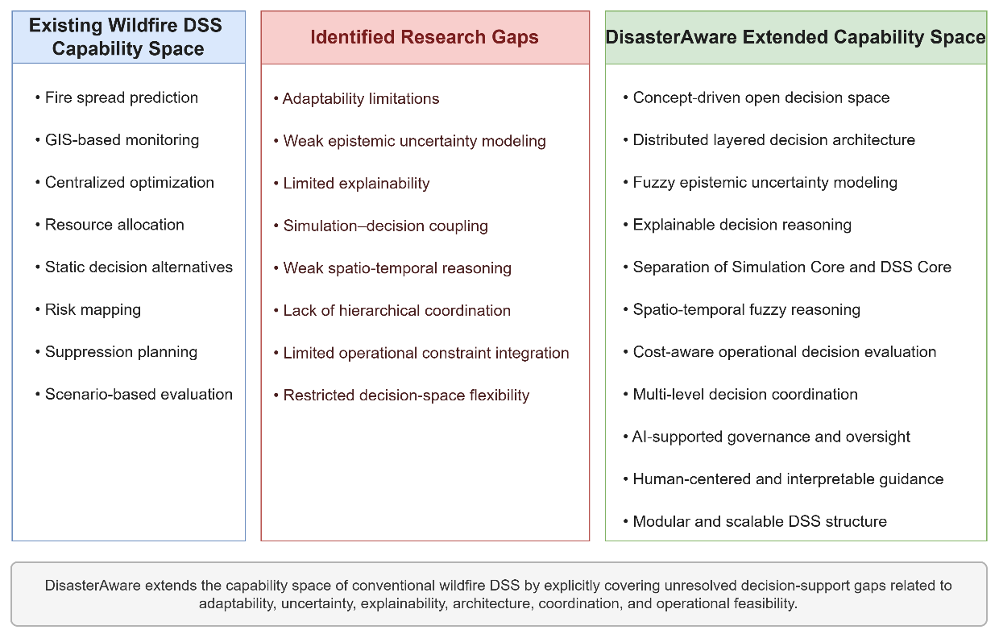 Existing Wildfire DSS
Capability Space
• Fire spread prediction
• GIS-based monitoring
• Centralized optimization
• Resource allocation
• Static decision alternatives
• Risk mapping
• Suppression planning
• Scenario-based evaluation
Identified Research Gaps
• Adaptability limitations
• Weak epistemic uncertainty modeling
• Limited explainability
• Simulation–decision coupling
• Weak spatio-temporal reasoning
• Lack of hierarchical coordination
• Limited operational constraint integration
• Restricted decision-space flexibility
DisasterAware Extended Capability Space
• Concept-driven open decision space
• Distributed layered decision architecture
• Fuzzy epistemic uncertainty modeling
• Explainable decision reasoning
• Separation of Simulation Core and DSS Core
• Spatio-temporal fuzzy reasoning
• Cost-aware operational decision evaluation
• Multi-level decision coordination
• AI-supported governance and oversight
• Human-centered and interpretable guidance
• Modular and scalable DSS structure
DisasterAware extends the capability space of conventional wildfire DSS by explicitly covering unresolved decision-support gaps related to
adaptability, uncertainty, explainability, architecture, coordination, and operational feasibility.